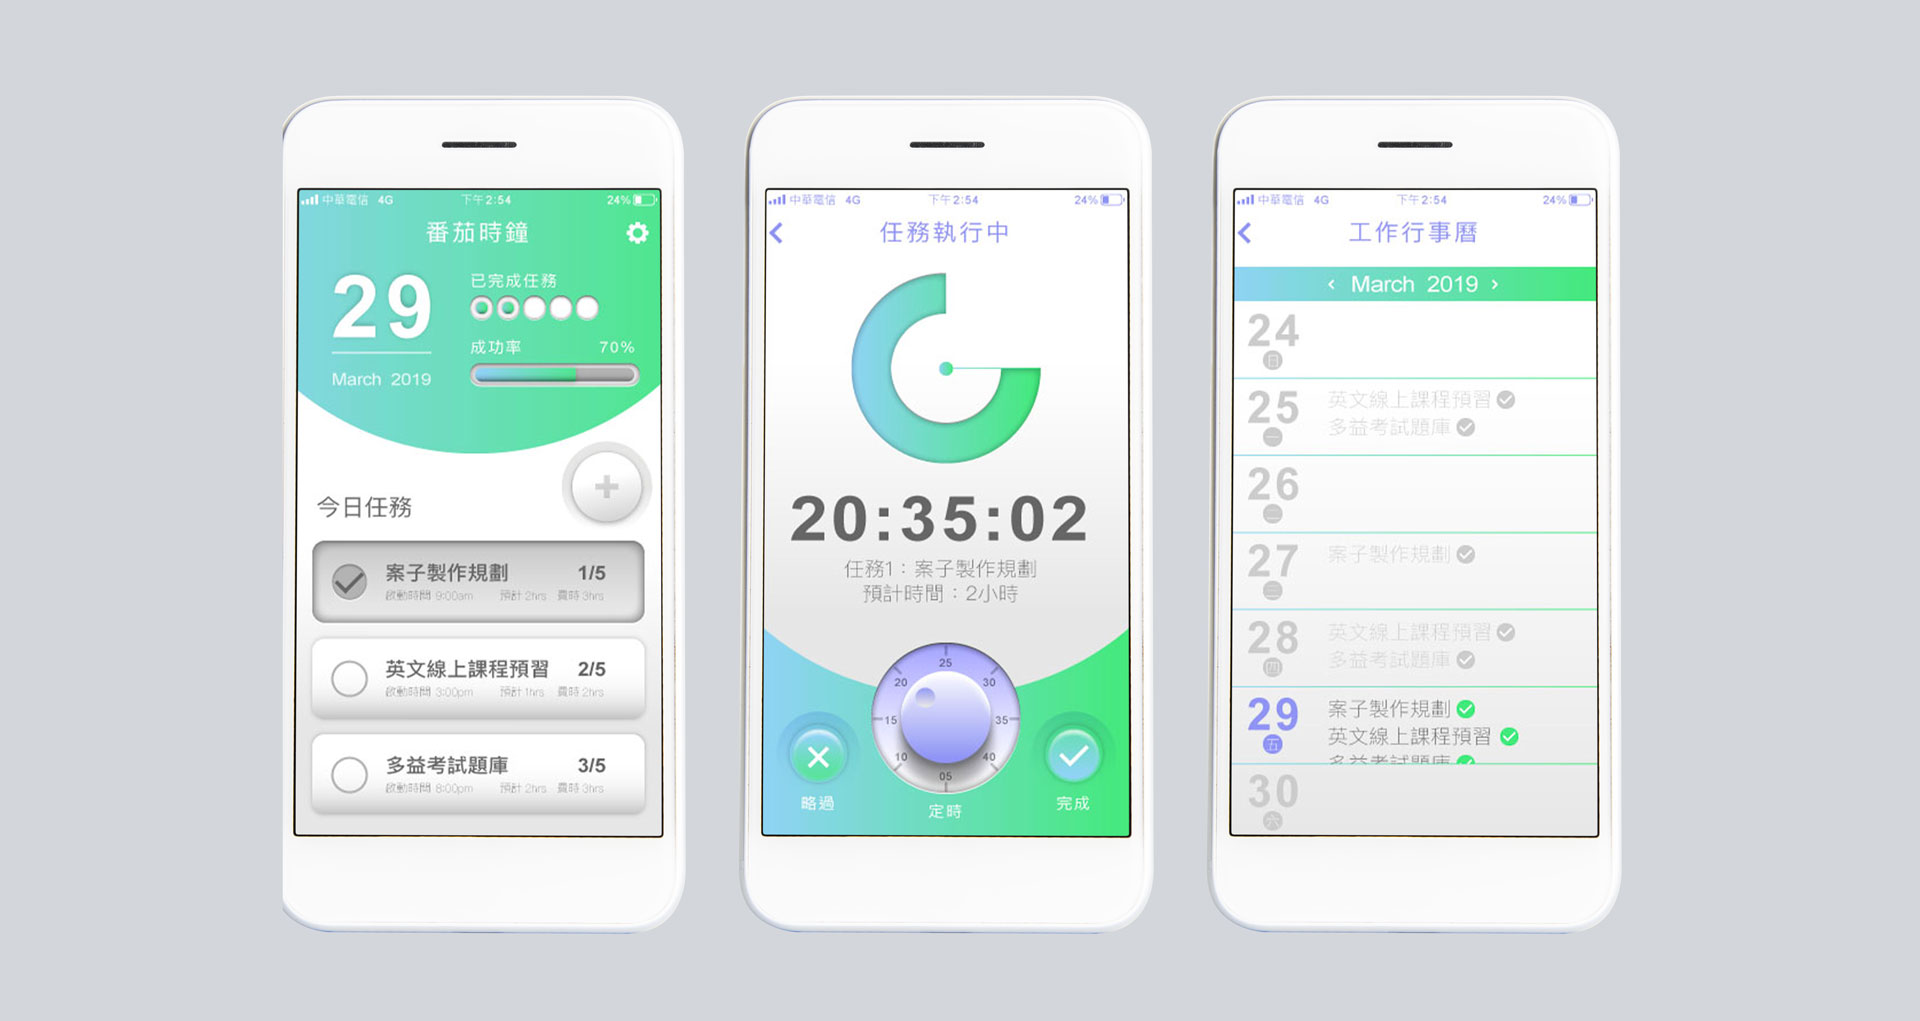 中華電信 4G 下午2:54 24%
番茄時鐘
29
March 2019
已完成任務
成功率 70%
今日任務
案子製作規劃 1/5
啟動時間 9:00am 預計 2hrs 費時 3hrs
英文線上課程預習 2/5
啟動時間 3:00pm 預計 1hrs 費時 2hrs
多益考試題庫 3/5
啟動時間 8:00pm 預計 2hrs 費時 3hrs
中華電信 4G 下午2:54 24%
任務執行中
20:35:02
任務1：案子製作規劃
預計時間：2小時
25
20 30
15 35
10 40
05
略過
定時
完成
中華電信 4G 下午2:54 24%
工作行事曆
‹ March 2019 ›
24
日
25
一
英文線上課程預習
多益考試題庫
26
二
27
三
案子製作規劃
28
四
英文線上課程預習
多益考試題庫
29
五
案子製作規劃
英文線上課程預習
多益考試題庫
30
六